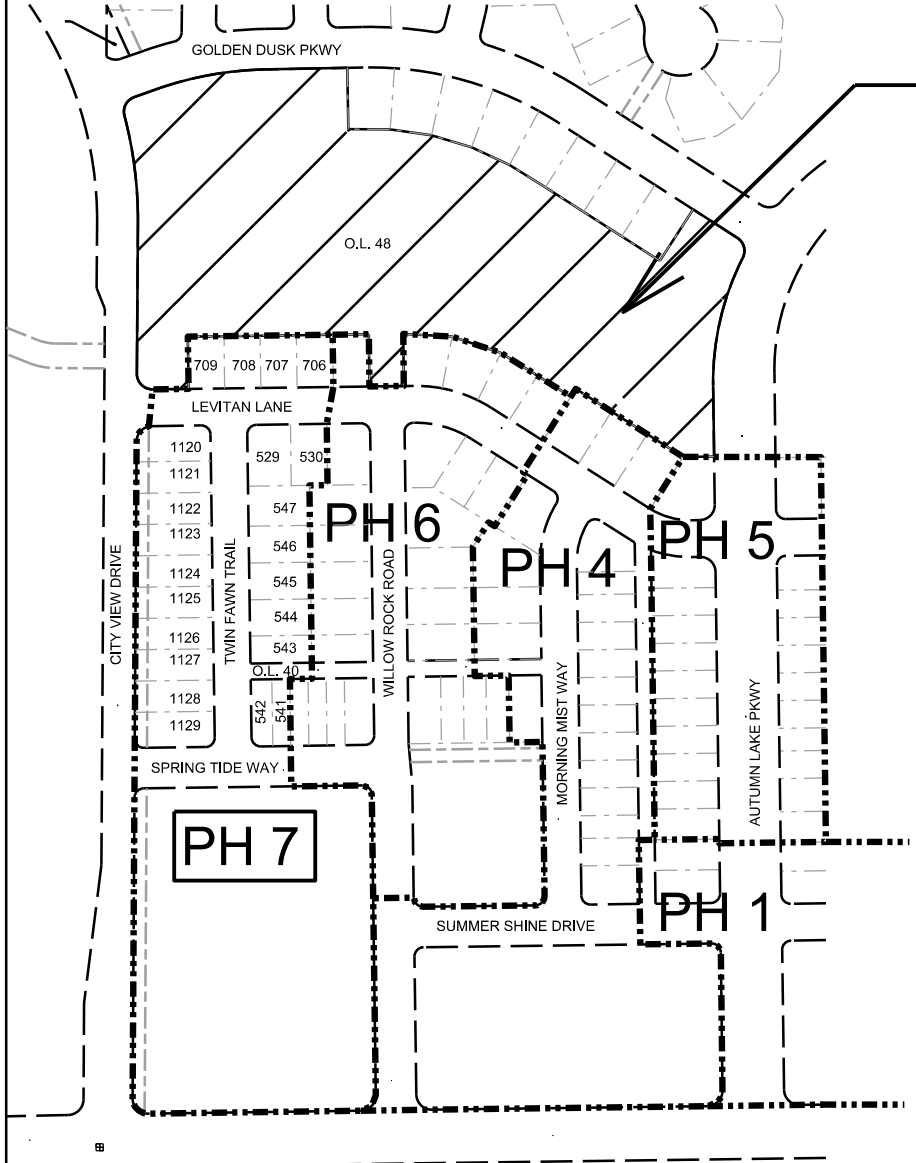 GOLDEN DUSK PKWY
O.L. 48
709 708 707 706
LEVITAN LANE
1120
1121
1122
1123
1124
1125
1126
1127
1128
1129
529 530
547
546
545
544
543
O.L. 40
542
541
CITY VIEW DRIVE
TWIN FAWN TRAIL
WILLOW ROCK ROAD
MORNING MIST WAY
AUTUMN LAKE PKWY
PH 6
PH 4
PH 5
SPRING TIDE WAY
PH 7
PH 1
SUMMER SHINE DRIVE